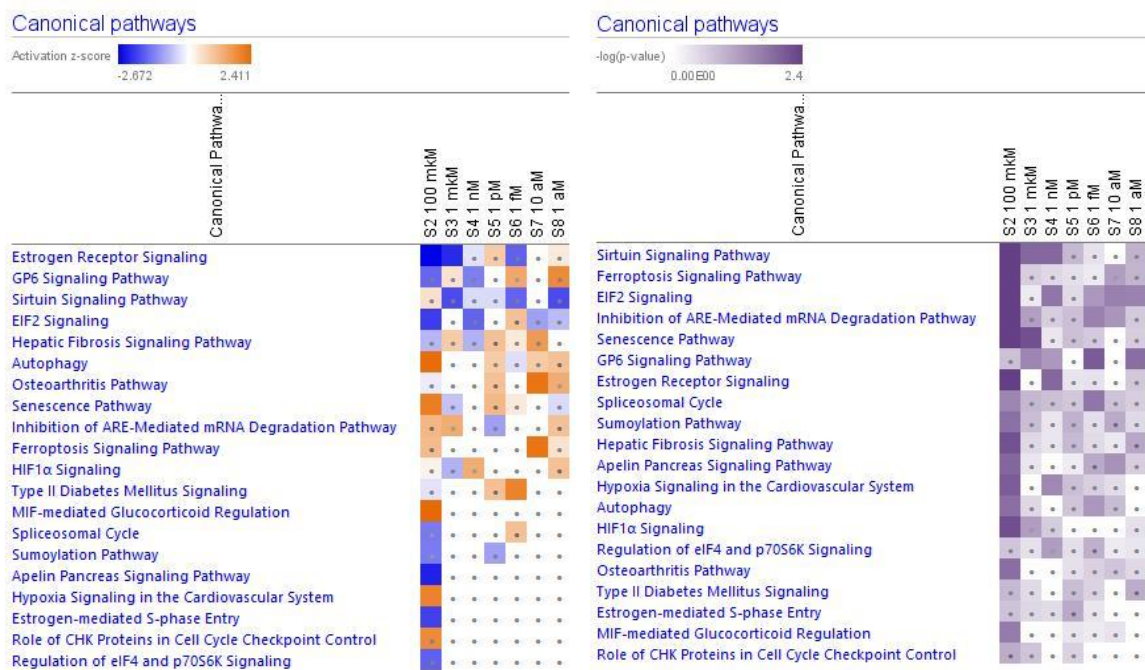 Canonical pathways
Activation z-score
-2.672 2.411
Canonical Pathwa...
S2 100 mkM
S3 1 mkM
S4 1 nM
S5 1 pM
S6 1 fM
S7 10 aM
S8 1 aM
Estrogen Receptor Signaling
GP6 Signaling Pathway
Sirtuin Signaling Pathway
EIF2 Signaling
Hepatic Fibrosis Signaling Pathway
Autophagy
Osteoarthritis Pathway
Senescence Pathway
Inhibition of ARE-Mediated mRNA Degradation Pathway
Ferroptosis Signaling Pathway
HIF1α Signaling
Type II Diabetes Mellitus Signaling
MIF-mediated Glucocorticoid Regulation
Spliceosomal Cycle
Sumoylation Pathway
Apelin Pancreas Signaling Pathway
Hypoxia Signaling in the Cardiovascular System
Estrogen-mediated S-phase Entry
Role of CHK Proteins in Cell Cycle Checkpoint Control
Regulation of eIF4 and p70S6K Signaling
Canonical pathways
-log(p-value)
0.00E00 2.4
Canonical Pathwa...
S2 100 mkM
S3 1 mkM
S4 1 nM
S5 1 pM
S6 1 fM
S7 10 aM
S8 1 aM
Sirtuin Signaling Pathway
Ferroptosis Signaling Pathway
EIF2 Signaling
Inhibition of ARE-Mediated mRNA Degradation Pathway
Senescence Pathway
GP6 Signaling Pathway
Estrogen Receptor Signaling
Spliceosomal Cycle
Sumoylation Pathway
Hepatic Fibrosis Signaling Pathway
Apelin Pancreas Signaling Pathway
Hypoxia Signaling in the Cardiovascular System
Autophagy
HIF1α Signaling
Regulation of eIF4 and p70S6K Signaling
Osteoarthritis Pathway
Type II Diabetes Mellitus Signaling
Estrogen-mediated S-phase Entry
MIF-mediated Glucocorticoid Regulation
Role of CHK Proteins in Cell Cycle Checkpoint Control